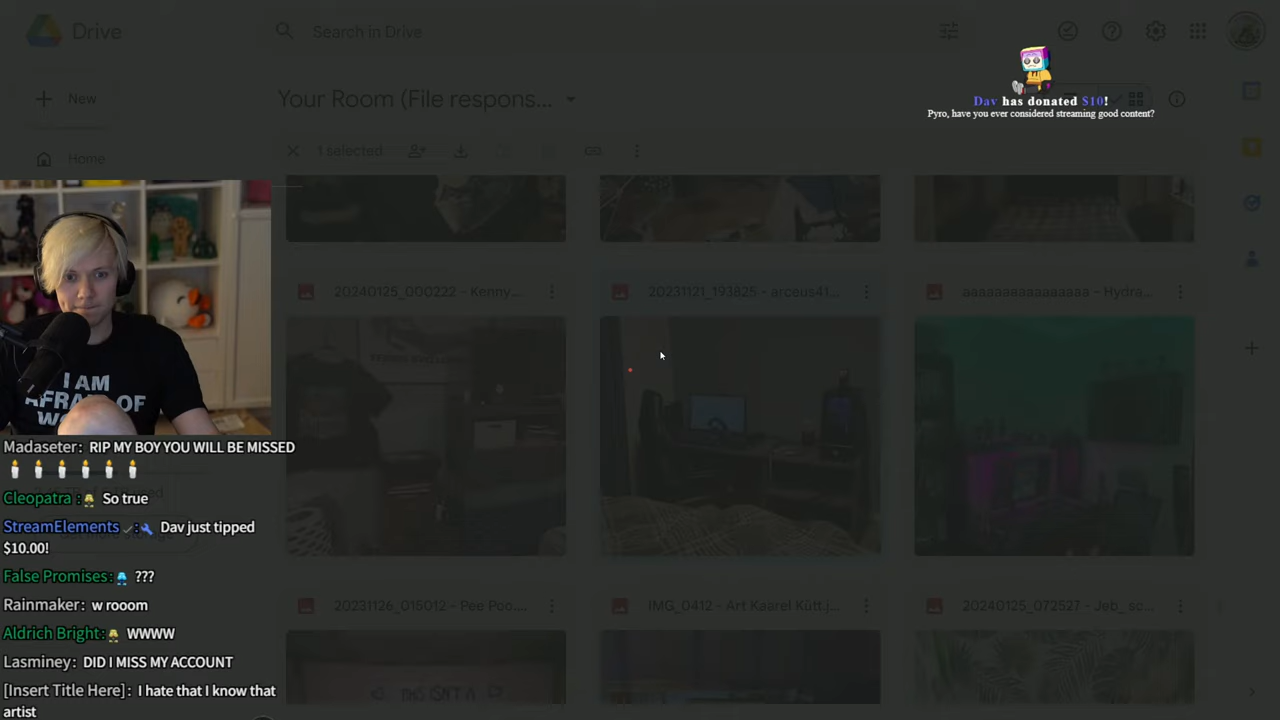 Drive
Search in Drive
New
Your Room (File respons...
Dav has donated $10!
Pyro, have you ever considered streaming good content?
Home
1 selected
20240125_000222 - Kenny...
20231121_193825 - arceus41...
aaaaaaaaaaaaaaaa - Hydra...
I AM
AFRAID OF
Madaseter: RIP MY BOY YOU WILL BE MISSED
Cleopatra : So true
StreamElements : Dav just tipped
$10.00!
False Promises: ???
Rainmaker: w rooom
Aldrich Bright: WWWW
Lasminey: DID I MISS MY ACCOUNT
[Insert Title Here]: I hate that I know that
artist
20231126_015012 - Pee Poo....
IMG_0412 - Art Kaarel Kütt.j...
20240125_072527 - Jeb_ sc...
THIS ISN'T A